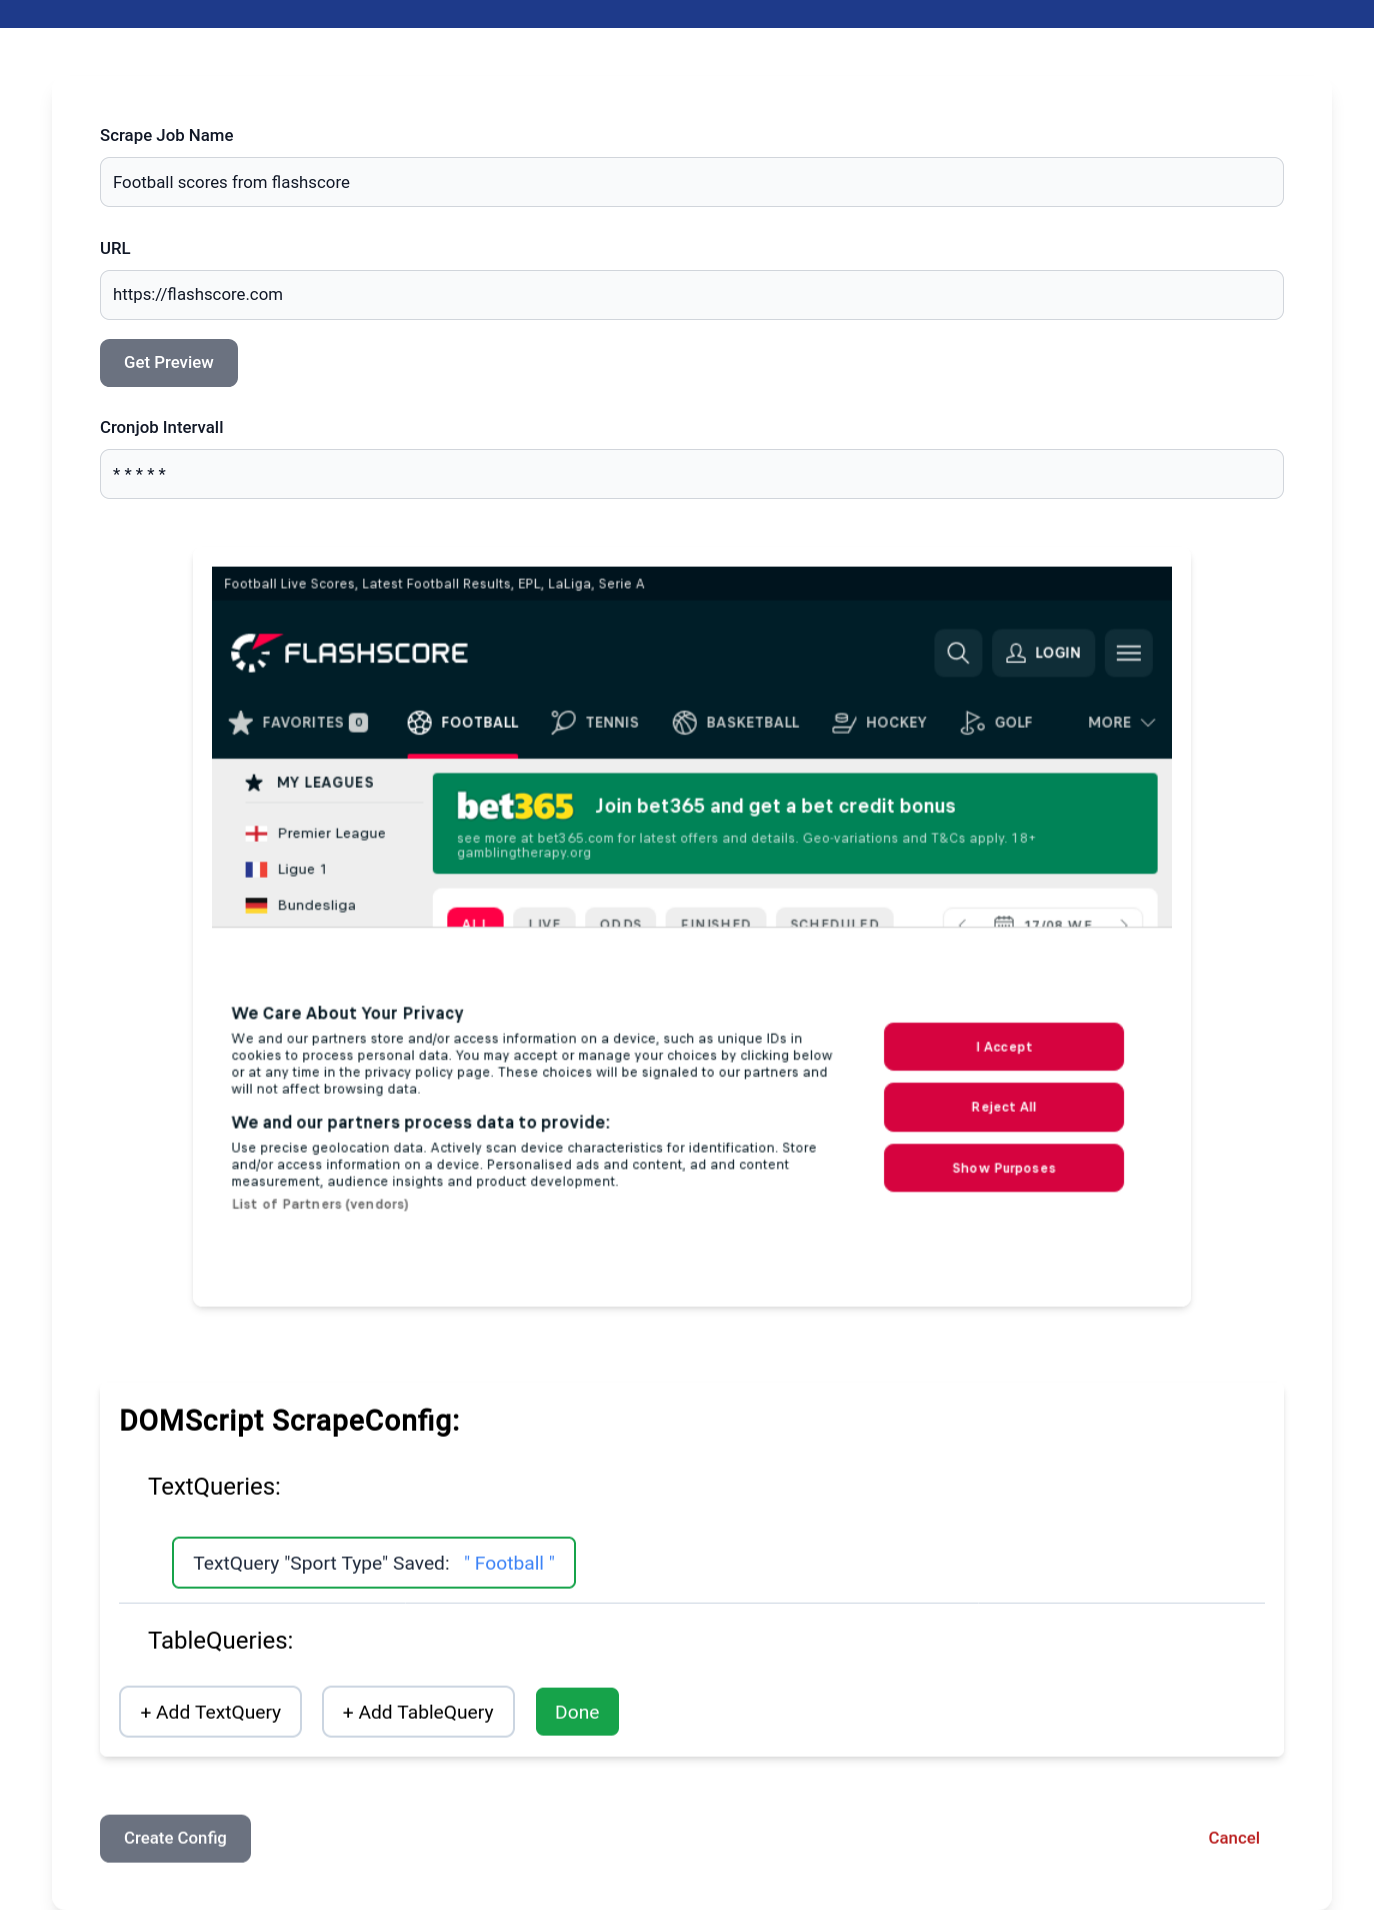 Scrape Job Name
Football scores from flashscore
URL
https://flashscore.com
Get Preview
Cronjob Intervall
* * * * *
Football Live Scores, Latest Football Results, EPL, LaLiga, Serie A
FLASHSCORE
LOGIN
FAVORITES 0 FOOTBALL TENNIS BASKETBALL HOCKEY GOLF MORE
MY LEAGUES
Premier League
Ligue 1
Bundesliga
bet365 Join bet365 and get a bet credit bonus
see more at bet365.com for latest offers and details. Geo-variations and T&Cs apply. 18+
gamblingtherapy.org
ALL LIVE ODDS FINISHED SCHEDULED 17/08 WE
We Care About Your Privacy
We and our partners store and/or access information on a device, such as unique IDs in
cookies to process personal data. You may accept or manage your choices by clicking below
or at any time in the privacy policy page. These choices will be signaled to our partners and
will not affect browsing data.
We and our partners process data to provide:
Use precise geolocation data. Actively scan device characteristics for identification. Store
and/or access information on a device. Personalised ads and content, ad and content
measurement, audience insights and product development.
List of Partners (vendors)
I Accept
Reject All
Show Purposes
DOMScript ScrapeConfig:
TextQueries:
TextQuery "Sport Type" Saved: " Football "
TableQueries:
+ Add TextQuery
+ Add TableQuery
Done
Create Config
Cancel